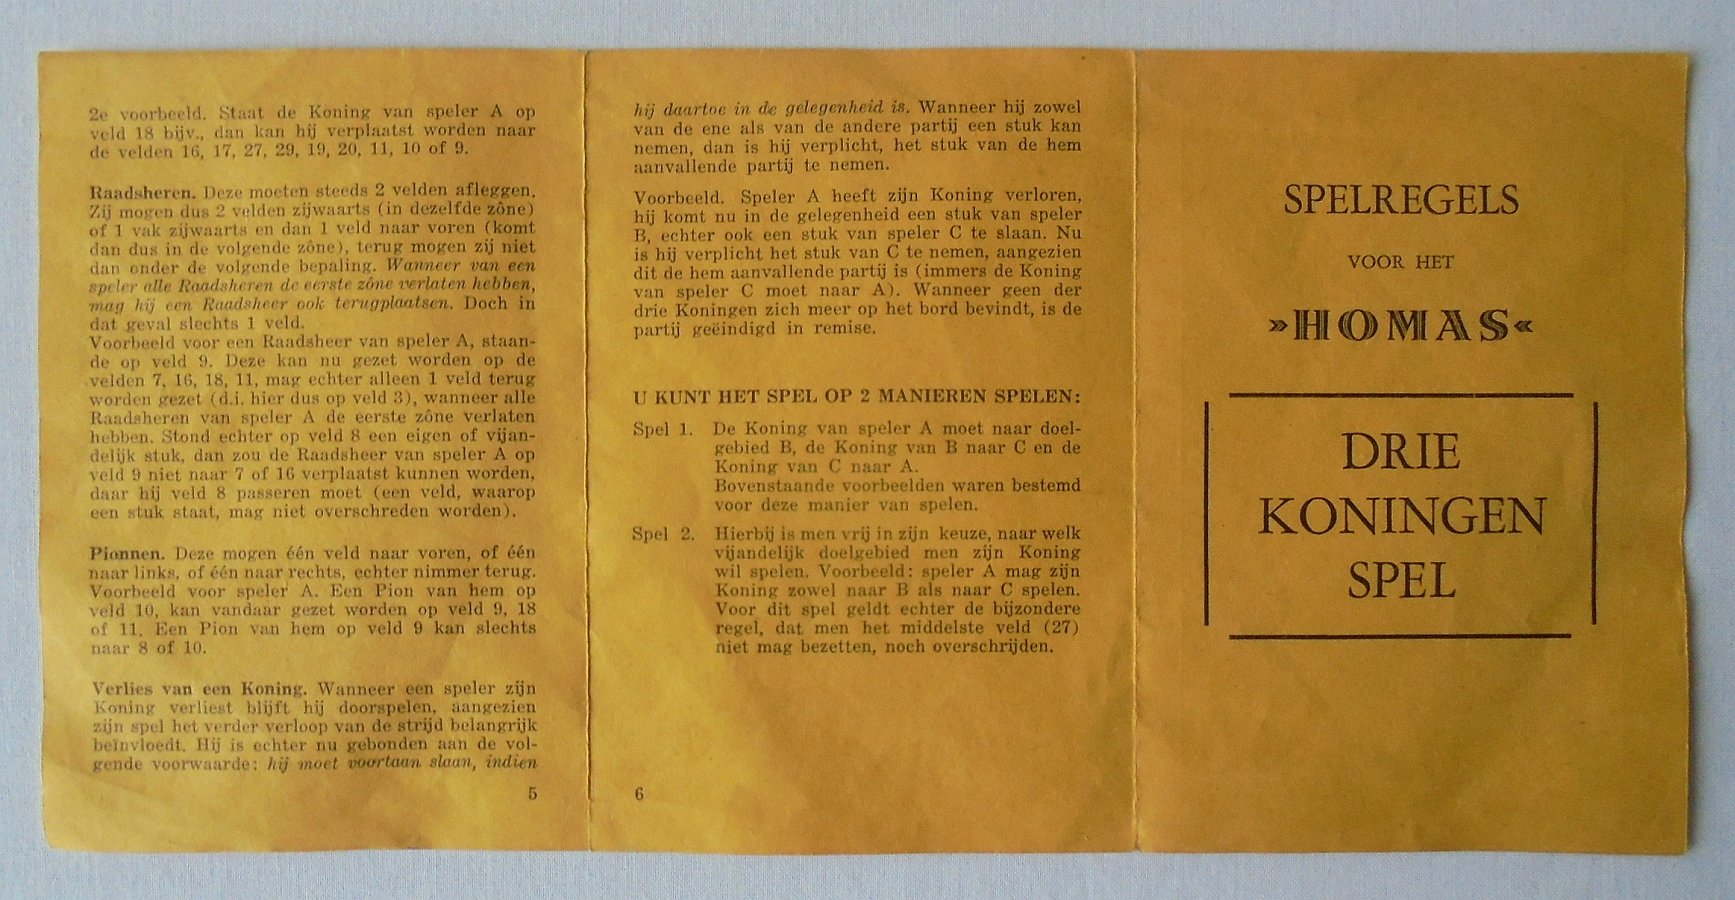 2e voorbeeld. Staat de Koning van speler A op
veld 18 bijv., dan kan hij verplaatst worden naar
de velden 16, 17, 27, 29, 19, 20, 11, 10 of 9.
Raadsheren. Deze moeten steeds 2 velden afleggen.
Zij mogen dus 2 velden zijwaarts (in dezelfde zône)
of 1 vak zijwaarts en dan 1 veld naar voren (komt
dan dus in de volgende zône), terug mogen zij niet
dan onder de volgende bepaling. Wanneer van een
speler alle Raadsheren de eerste zône verlaten hebben,
mag hij een Raadsheer ook terugplaatsen. Doch in
dat geval slechts 1 veld.
Voorbeeld voor een Raadsheer van speler A, staan-
de op veld 9. Deze kan nu gezet worden op de
velden 7, 16, 18, 11, mag echter alleen 1 veld terug
worden gezet (d.i. hier dus op veld 3), wanneer alle
Raadsheren van speler A de eerste zône verlaten
hebben. Stond echter op veld 8 een eigen of vijan-
delijk stuk, dan zou de Raadsheer van speler A op
veld 9 niet naar 7 of 16 verplaatst kunnen worden,
daar hij veld 8 passeren moet (een veld, waarop
een stuk staat, mag niet overschreden worden).
Pionnen. Deze mogen één veld naar voren, of één
naar links, of één naar rechts, echter nimmer terug.
Voorbeeld voor speler A. Een Pion van hem op
veld 10, kan vandaar gezet worden op veld 9, 18
of 11. Een Pion van hem op veld 9 kan slechts
naar 8 of 10.
Verlies van een Koning. Wanneer een speler zijn
Koning verliest blijft hij doorspelen, aangezien
zijn spel het verder verloop van de strijd belangrijk
beïnvloedt. Hij is echter nu gebonden aan de vol-
gende voorwaarde: hij moet voortaan slaan, indien
5
hij daartoe in de gelegenheid is. Wanneer hij zowel
van de ene als van de andere partij een stuk kan
nemen, dan is hij verplicht, het stuk van de hem
aanvallende partij te nemen.
Voorbeeld. Speler A heeft zijn Koning verloren,
hij komt nu in de gelegenheid een stuk van speler
B, echter ook een stuk van speler C te slaan. Nu
is hij verplicht het stuk van C te nemen, aangezien
dit de hem aanvallende partij is (immers de Koning
van speler C moet naar A). Wanneer geen der
drie Koningen zich meer op het bord bevindt, is de
partij geëindigd in remise.
U KUNT HET SPEL OP 2 MANIEREN SPELEN:
Spel 1. De Koning van speler A moet naar doel-
gebied B, de Koning van B naar C en de
Koning van C naar A.
Bovenstaande voorbeelden waren bestemd
voor deze manier van spelen.
Spel 2. Hierbij is men vrij in zijn keuze, naar welk
vijandelijk doelgebied men zijn Koning
wil spelen. Voorbeeld: speler A mag zijn
Koning zowel naar B als naar C spelen.
Voor dit spel geldt echter de bijzondere
regel, dat men het middelste veld (27)
niet mag bezetten, noch overschrijden.
6
SPELREGELS
VOOR HET
»HOMAS«
DRIE
KONINGEN
SPEL